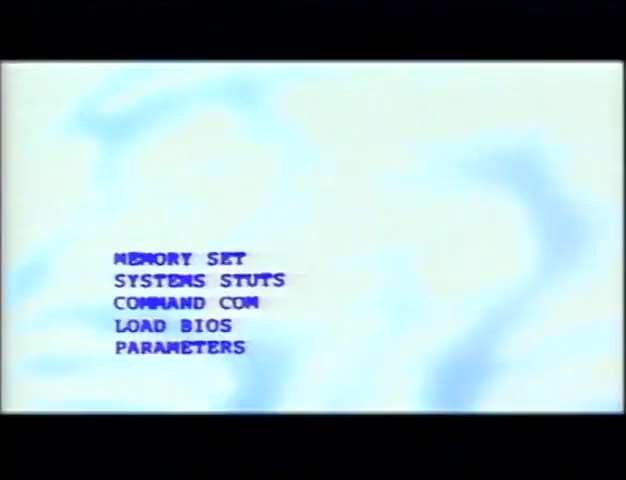 MEMORY SET
SYSTEMS STUTS
COMMAND COM
LOAD BIOS
PARAMETERS